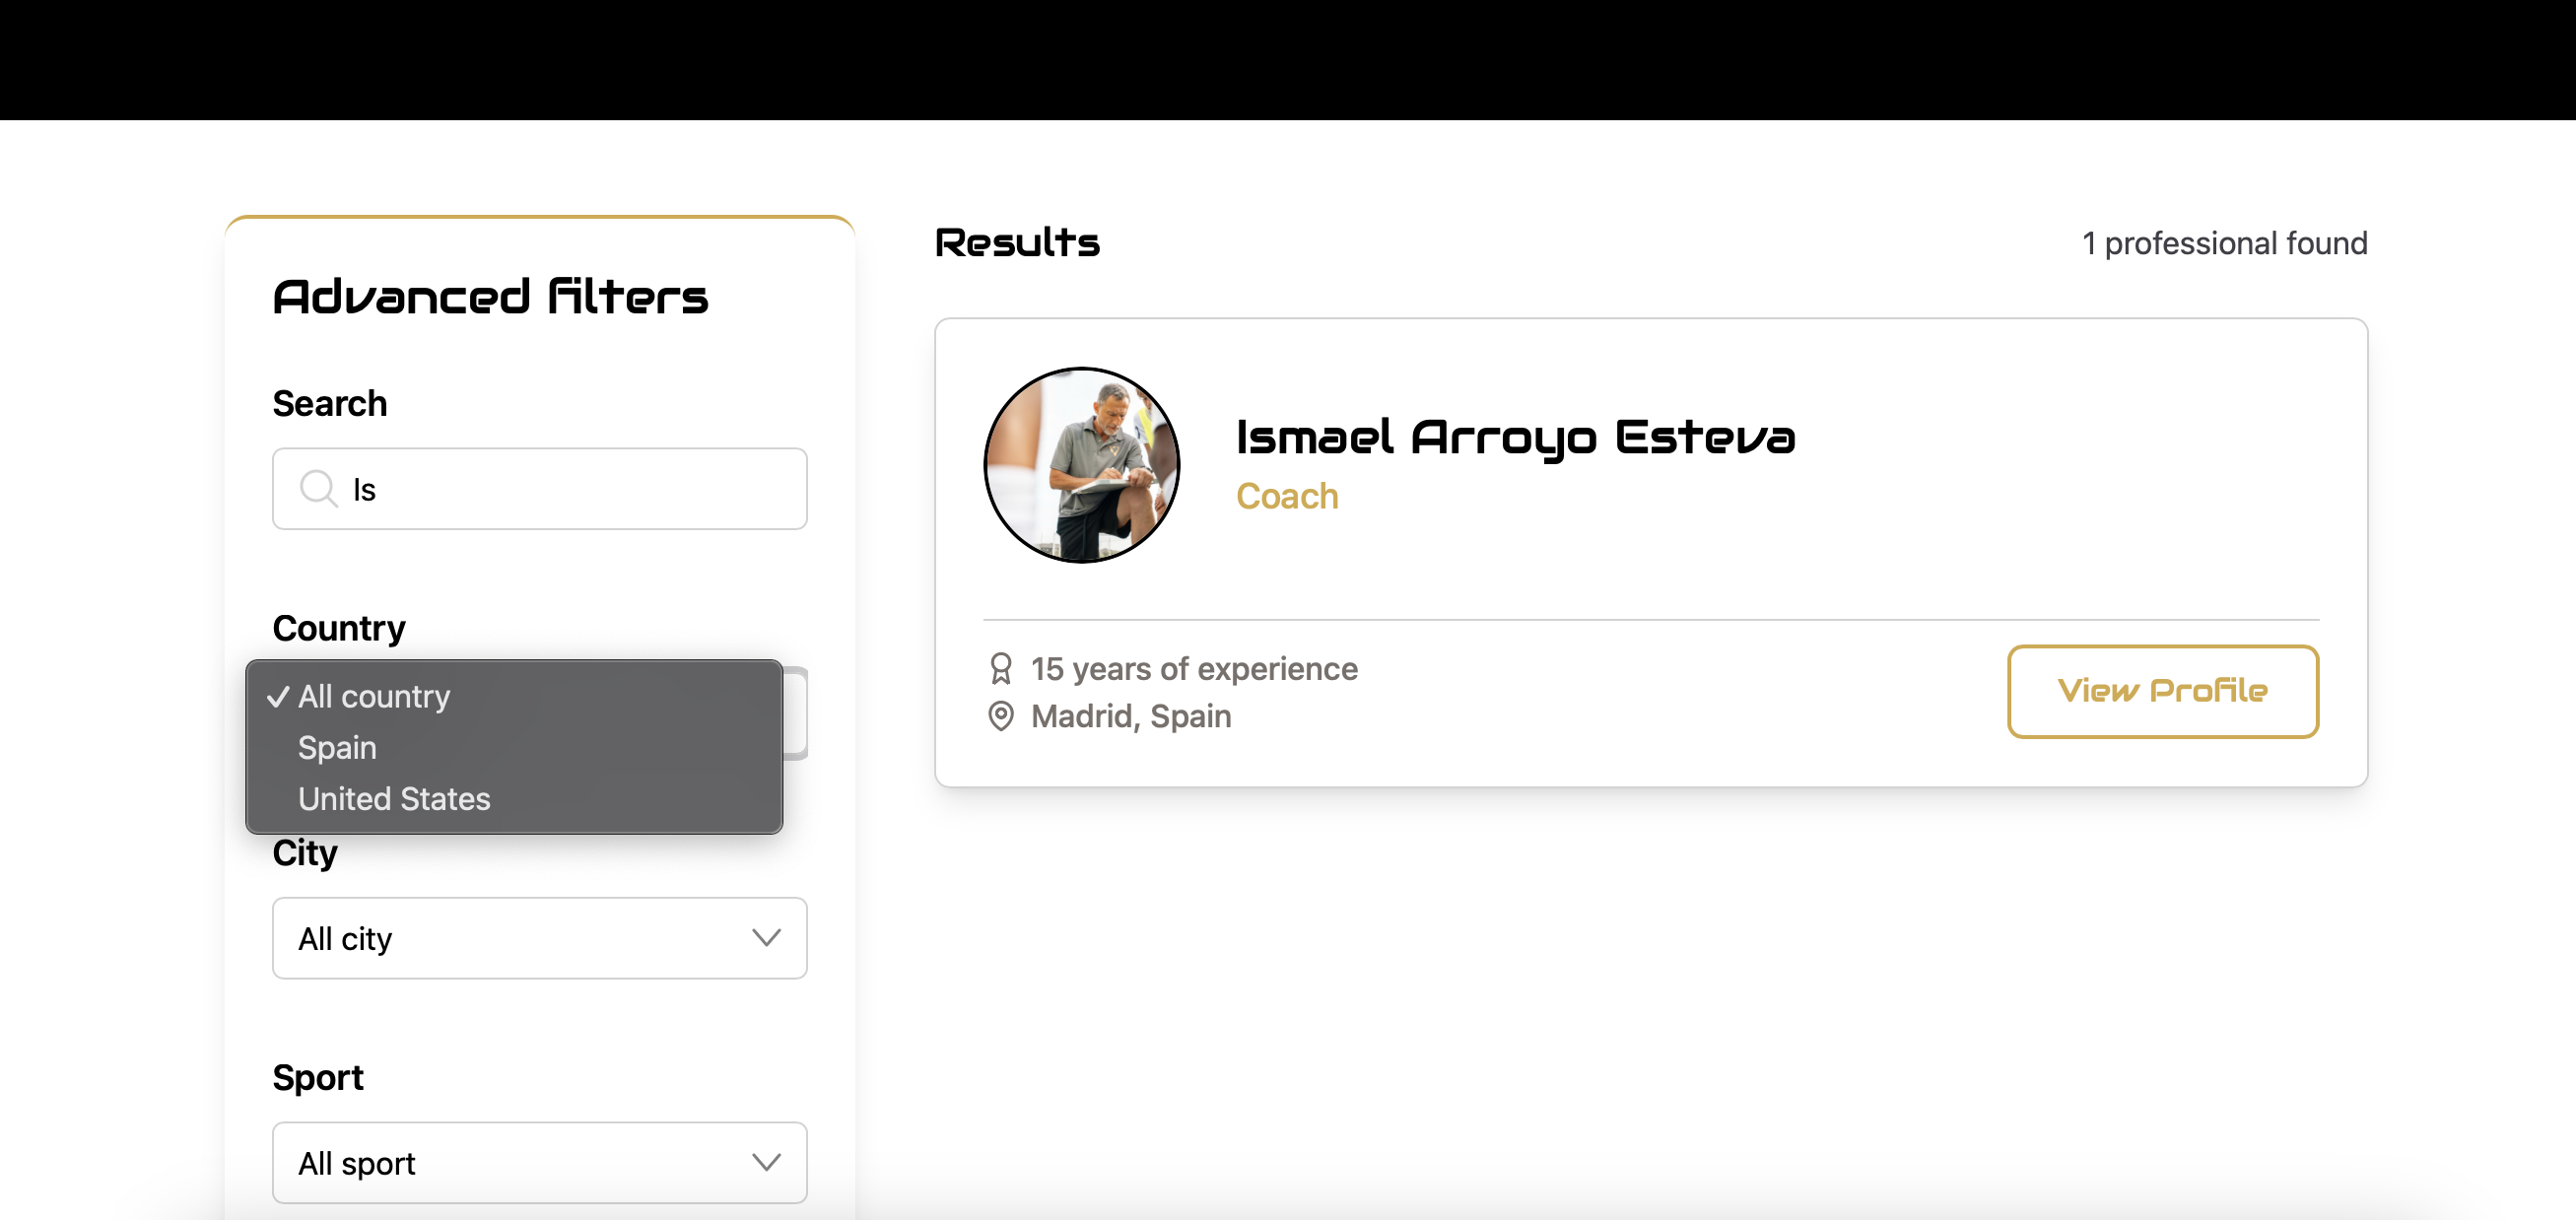 Advanced filters
Search
Is
Country
✓ All country
Spain
United States
City
All city
Sport
All sport
Results
1 professional found
Ismael Arroyo Esteva
Coach
15 years of experience
Madrid, Spain
View Profile